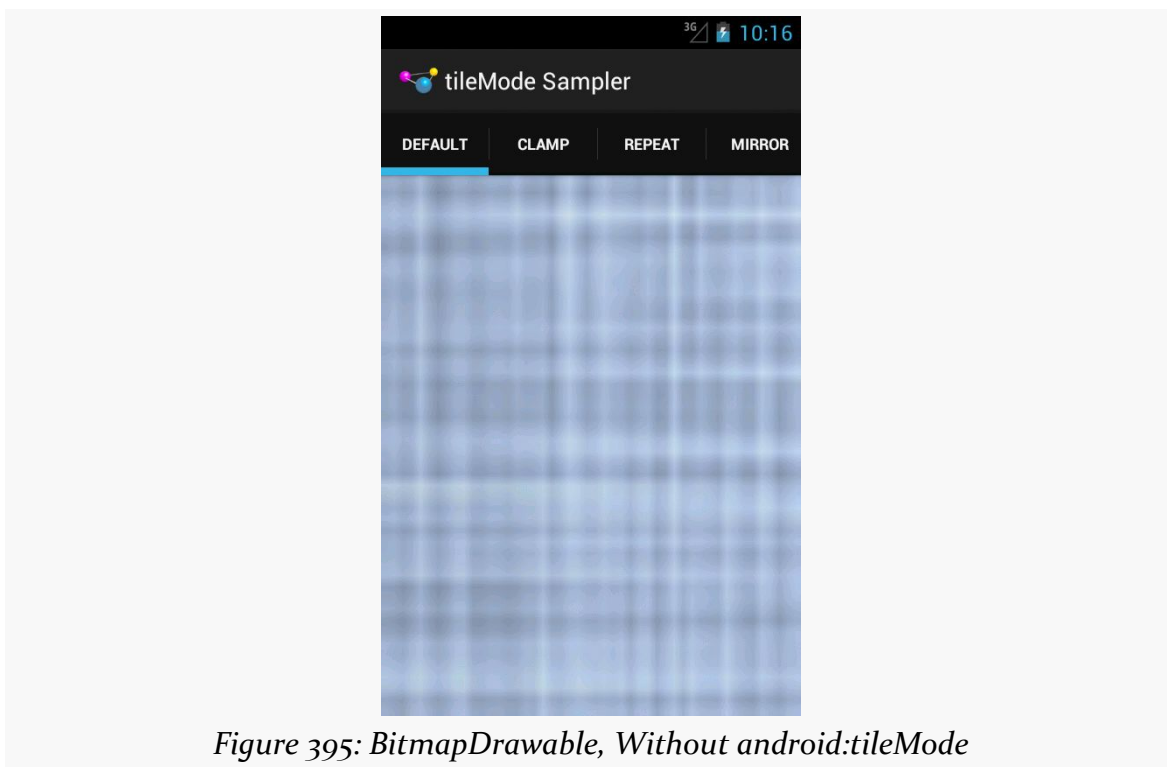 3G 10:16
tileMode Sampler
DEFAULT CLAMP REPEAT MIRROR
Figure 395: BitmapDrawable, Without android:tileMode